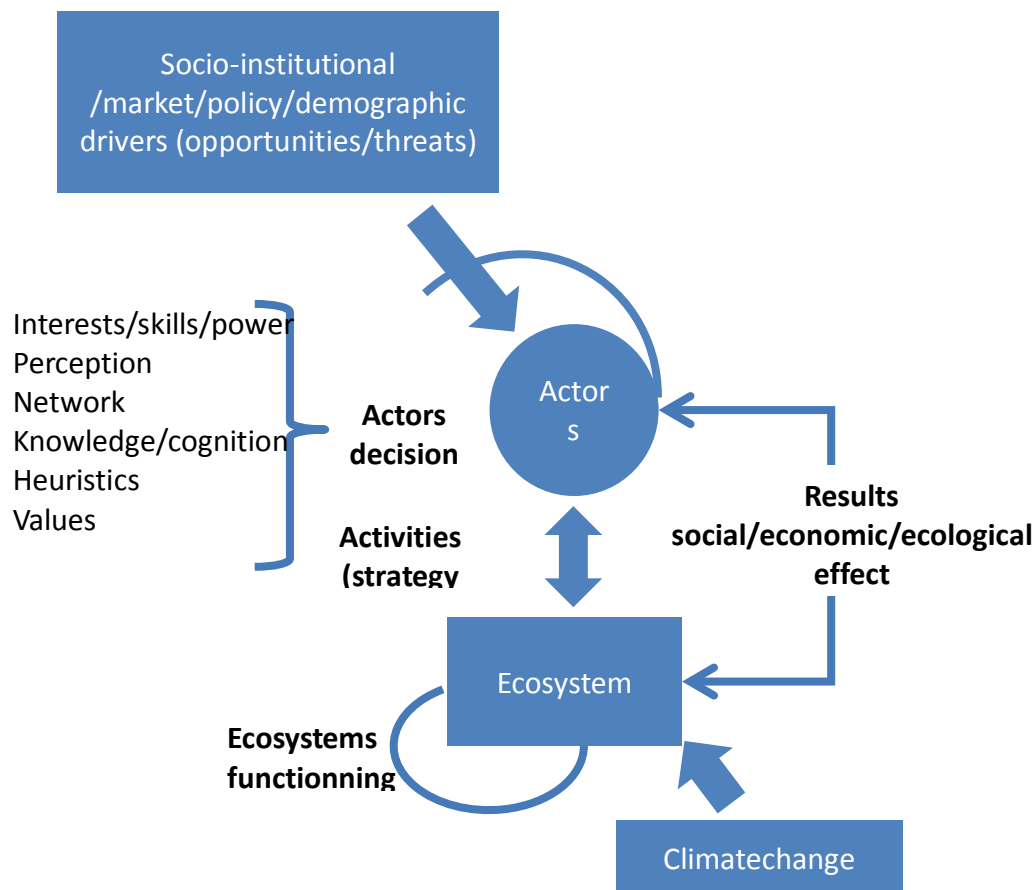 Socio-institutional
/market/policy/demographic
drivers (opportunities/threats)
Interests/skills/power
Perception
Network
Knowledge/cognition
Heuristics
Values
Actors
decision
Actor
s
Activities
(strategy
Results
social/economic/ecological
effect
Ecosystem
Ecosystems
functionning
Climatechange